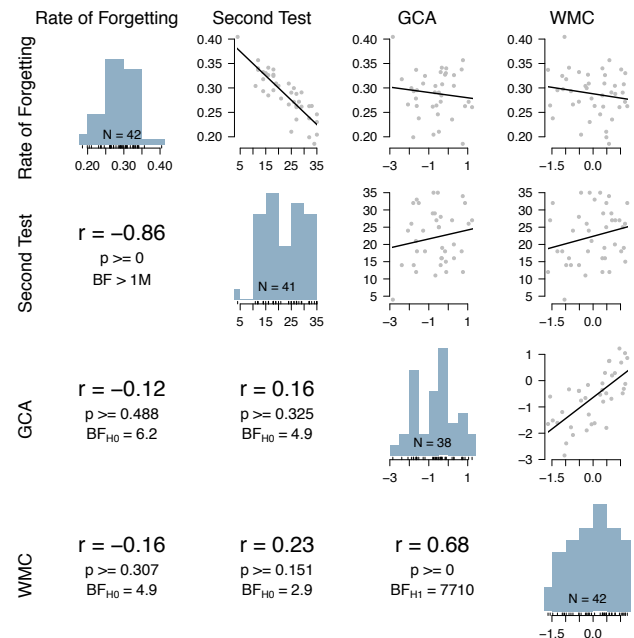 Rate of Forgetting Second Test GCA WMC
Rate of Forgetting
N = 42
0.20 0.30 0.40
0.40
0.35
0.30
0.25
0.20
5 15 25 35
0.40
0.35
0.30
0.25
0.20
−3 −1 1
0.40
0.35
0.30
0.25
0.20
−1.5 0.0
Second Test
r = −0.86
p >= 0
BF > 1M
N = 41
5 15 25 35
35
30
25
20
15
10
5
−3 −1 1
35
30
25
20
15
10
5
−1.5 0.0
GCA
r = −0.12
p >= 0.488
BFH0 = 6.2
r = 0.16
p >= 0.325
BFH0 = 4.9
N = 38
−3 −1 1
1
0
−1
−2
−3
−1.5 0.0
WMC
r = −0.16
p >= 0.307
BFH0 = 4.9
r = 0.23
p >= 0.151
BFH0 = 2.9
r = 0.68
p >= 0
BFH1 = 7710
N = 42
−1.5 0.0